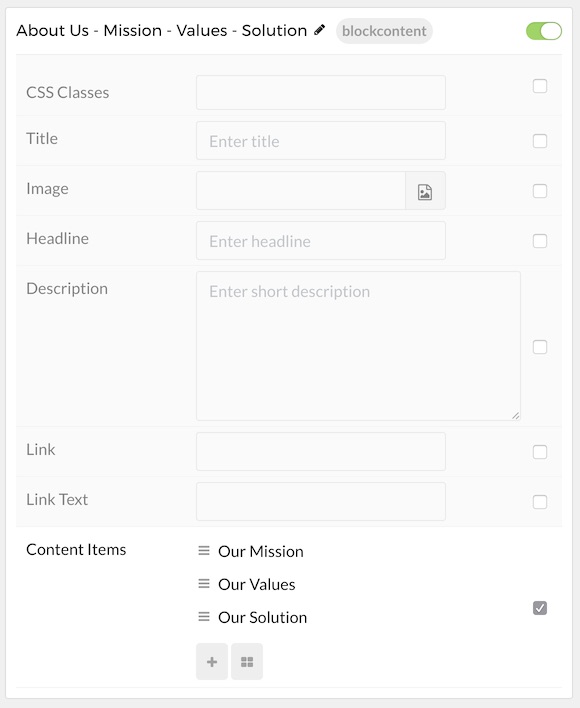 About Us - Mission - Values - Solution blockcontent
CSS Classes
Title Enter title
Image
Headline Enter headline
Description Enter short description
Link
Link Text
Content Items Our Mission
Our Values
Our Solution